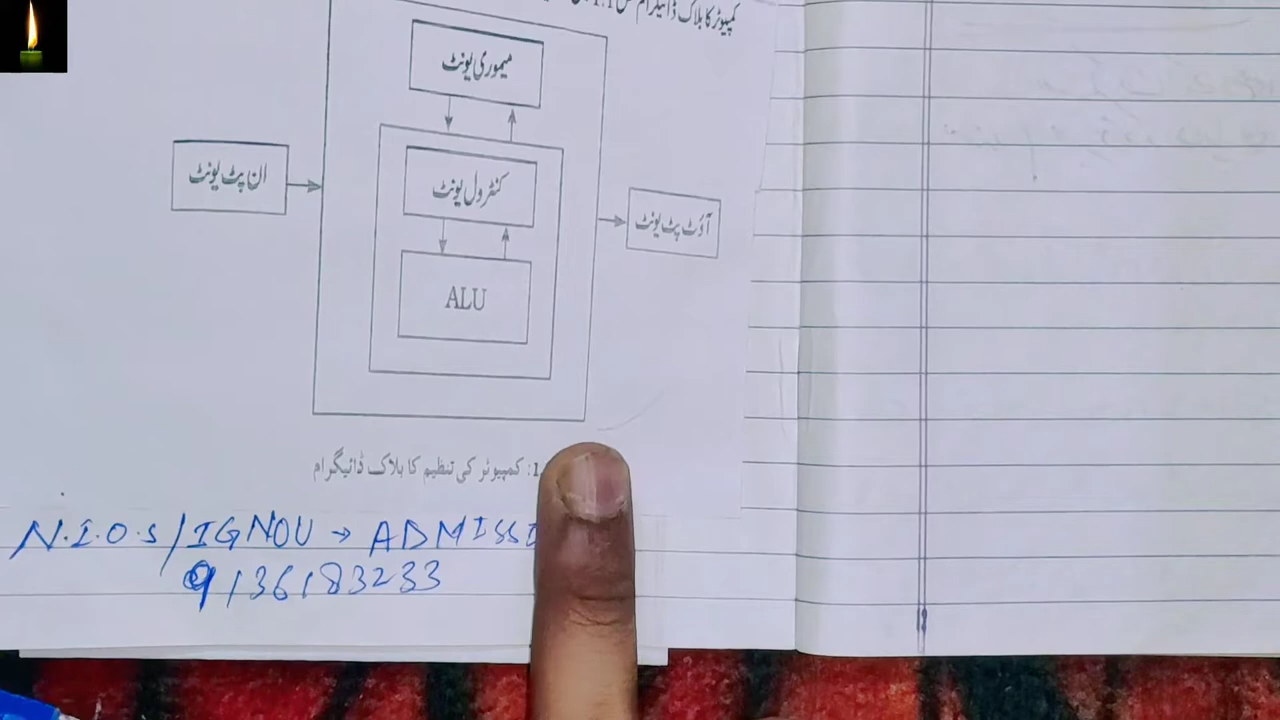 کمپیوٹر کا بلاک ڈائیگرام
میموری یونٹ
ان پٹ یونٹ
کنٹرول یونٹ
آؤٹ پٹ یونٹ
ALU
کمپیوٹر کی تنظیم کا بلاک ڈائیگرام
N.I.O.S/IGNOU → ADMISSI
9136183233